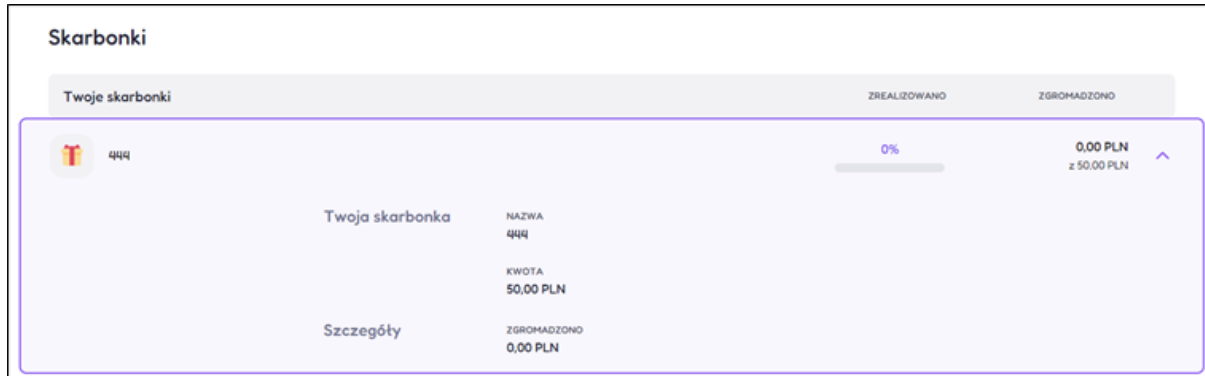 Skarbonki
Twoje skarbonki ZREALIZOWANO ZGROMADZONO
444 0% 0,00 PLN
z 50,00 PLN
Twoja skarbonka NAZWA
444
KWOTA
50,00 PLN
Szczegóły ZGROMADZONO
0,00 PLN